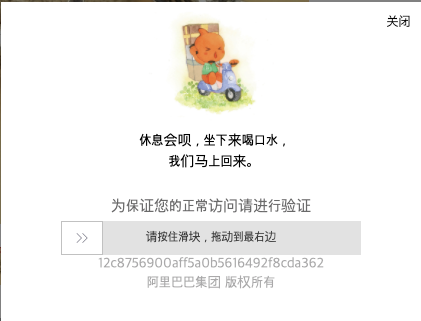 关闭
休息会呗，坐下来喝口水，
我们马上回来。
为保证您的正常访问请进行验证
请按住滑块，拖动到最右边
12c8756900aff5a0b5616492f8cda362
阿里巴巴集团 版权所有